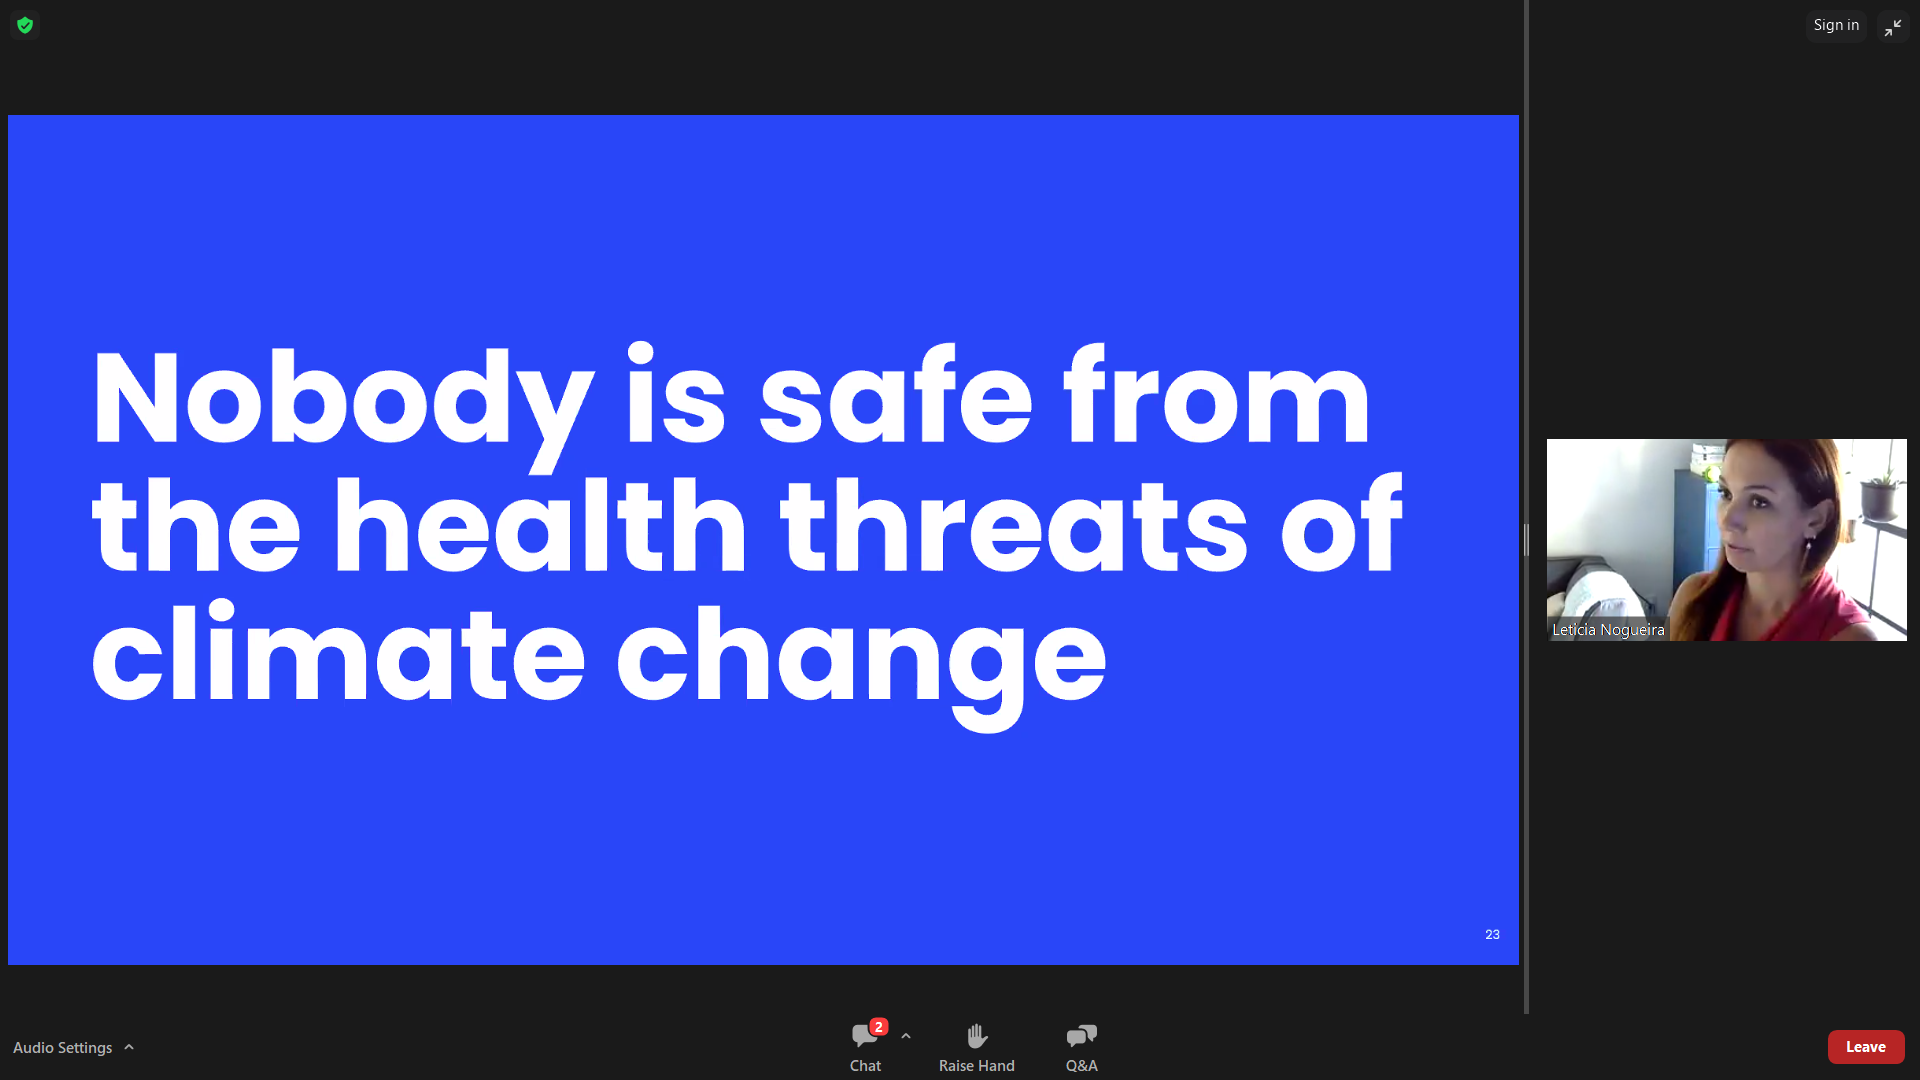 Sign in
Nobody is safe from
the health threats of
climate change
23
Leticia Nogueira
Audio Settings
2
Chat
Raise Hand
Q&A
Leave